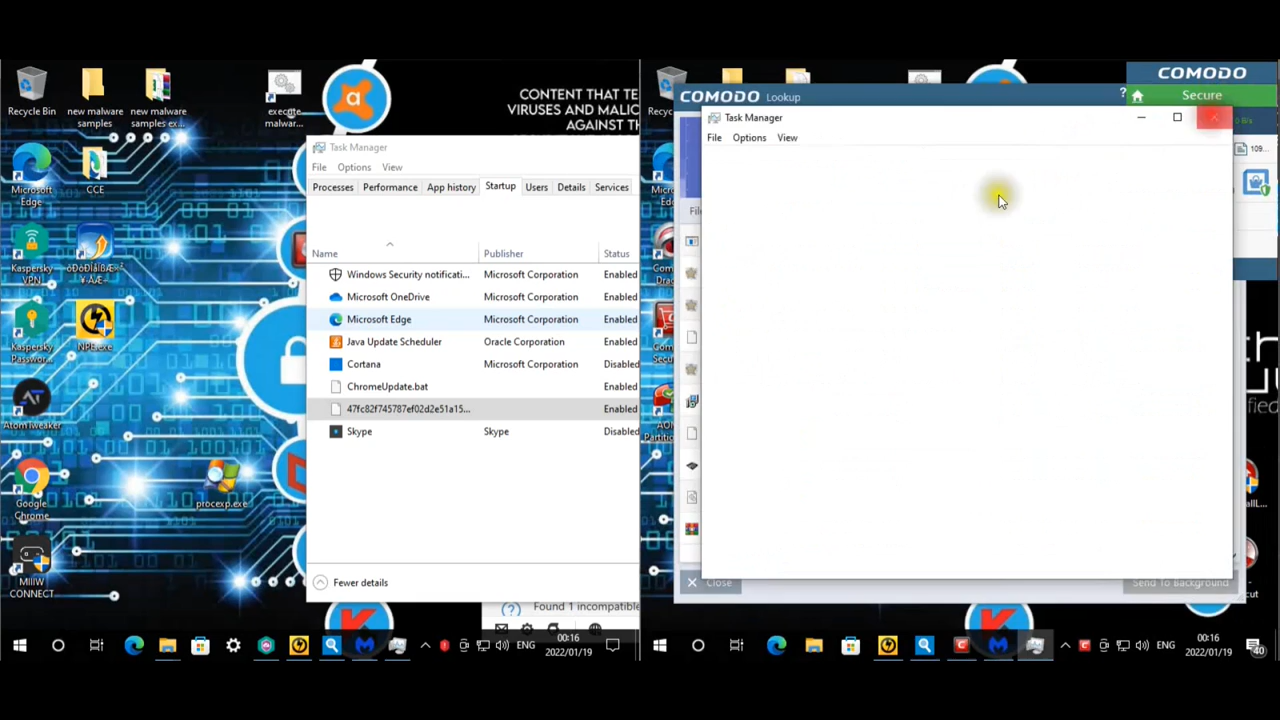 Recycle Bin
new malware
samples
new malware
samples ex...
execute
malwar...
CONTENT THAT TE
VIRUSES AND MALIC
AGAINST TH
Microsoft
Edge
CCE
Kaspersky
VPN
Kaspersky
Passwor...
NPE.exe
AtomTweaker
Google
Chrome
procexp.exe
MIIIW
CONNECT
Task Manager
File Options View
Processes Performance App history Startup Users Details Services
Name Publisher Status
Windows Security notificati... Microsoft Corporation Enabled
Microsoft OneDrive Microsoft Corporation Enabled
Microsoft Edge Microsoft Corporation Enabled
Java Update Scheduler Oracle Corporation Enabled
Cortana Microsoft Corporation Disabled
ChromeUpdate.bat Enabled
47fc82f745787ef02d2e51a15... Enabled
Skype Skype Disabled
Fewer details
Found 1 incompatible
ENG
00:16
2022/01/19
COMODO
Secure
COMODO Lookup
?
Task Manager
File Options View
109...
Close
Send To Background
ENG
00:16
2022/01/19
40